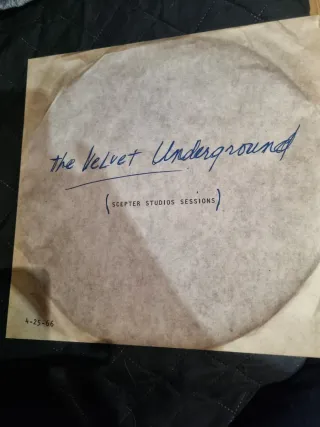 the Velvet Underground
(SCEPTER STUDIOS SESSIONS)
4-25-66